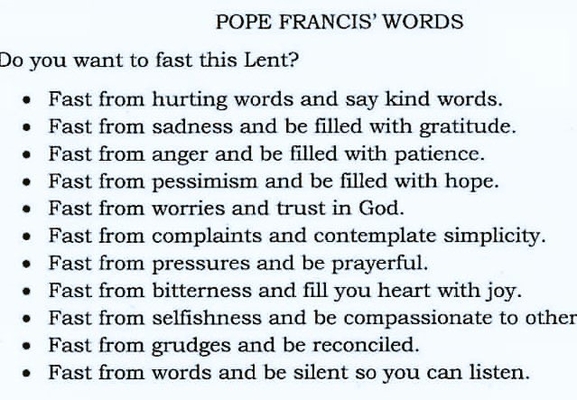 POPE FRANCIS' WORDS
Do you want to fast this Lent?
• Fast from hurting words and say kind words.
• Fast from sadness and be filled with gratitude.
• Fast from anger and be filled with patience.
• Fast from pessimism and be filled with hope.
• Fast from worries and trust in God.
• Fast from complaints and contemplate simplicity.
• Fast from pressures and be prayerful.
• Fast from bitterness and fill you heart with joy.
• Fast from selfishness and be compassionate to other
• Fast from grudges and be reconciled.
• Fast from words and be silent so you can listen.